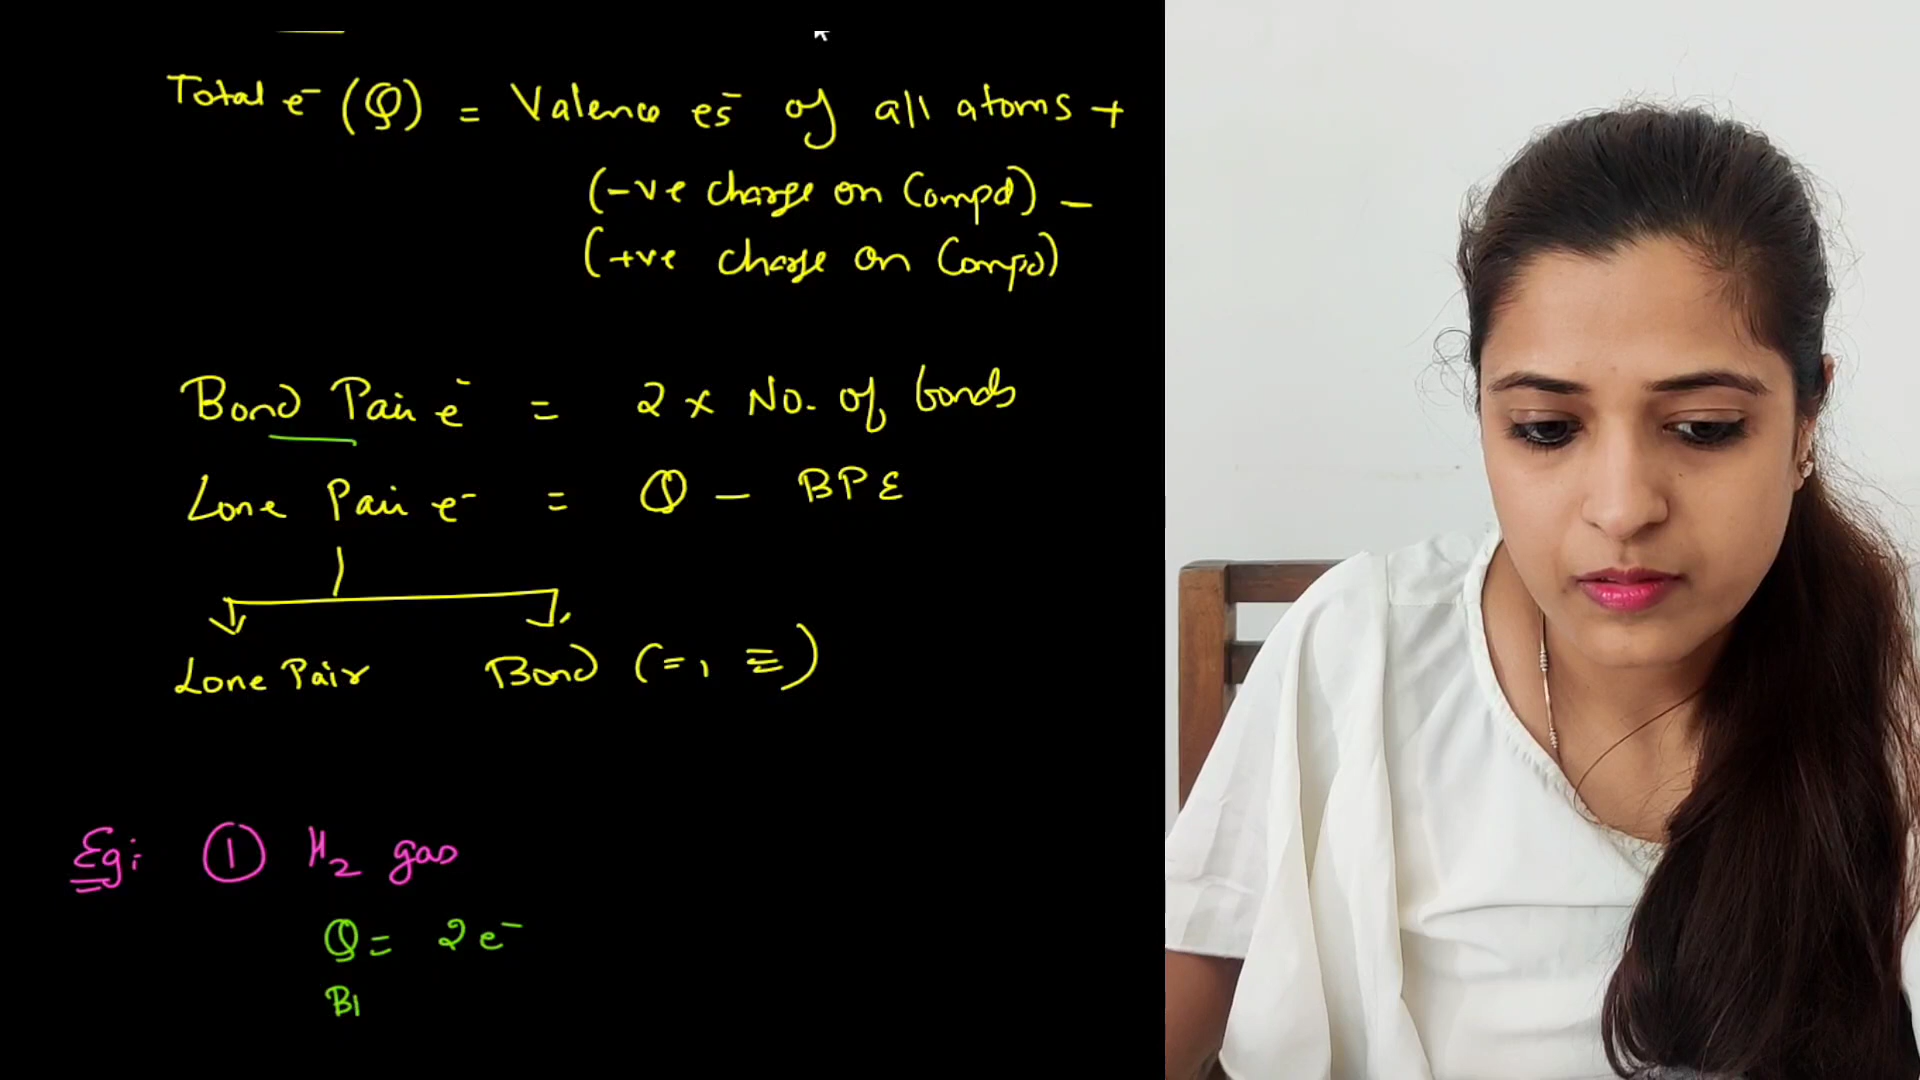 Total e⁻ (Q) = Valence es⁻ of all atoms +
(-ve charge on Compd) -
(+ve charge on Compd)
Bond Pair e⁻ = 2 x No. of bonds
Lone Pair e⁻ = Q - BPE
Lone Pair Bond (=, ≡)
Eg: ① H₂ gas
Q = 2e⁻
B